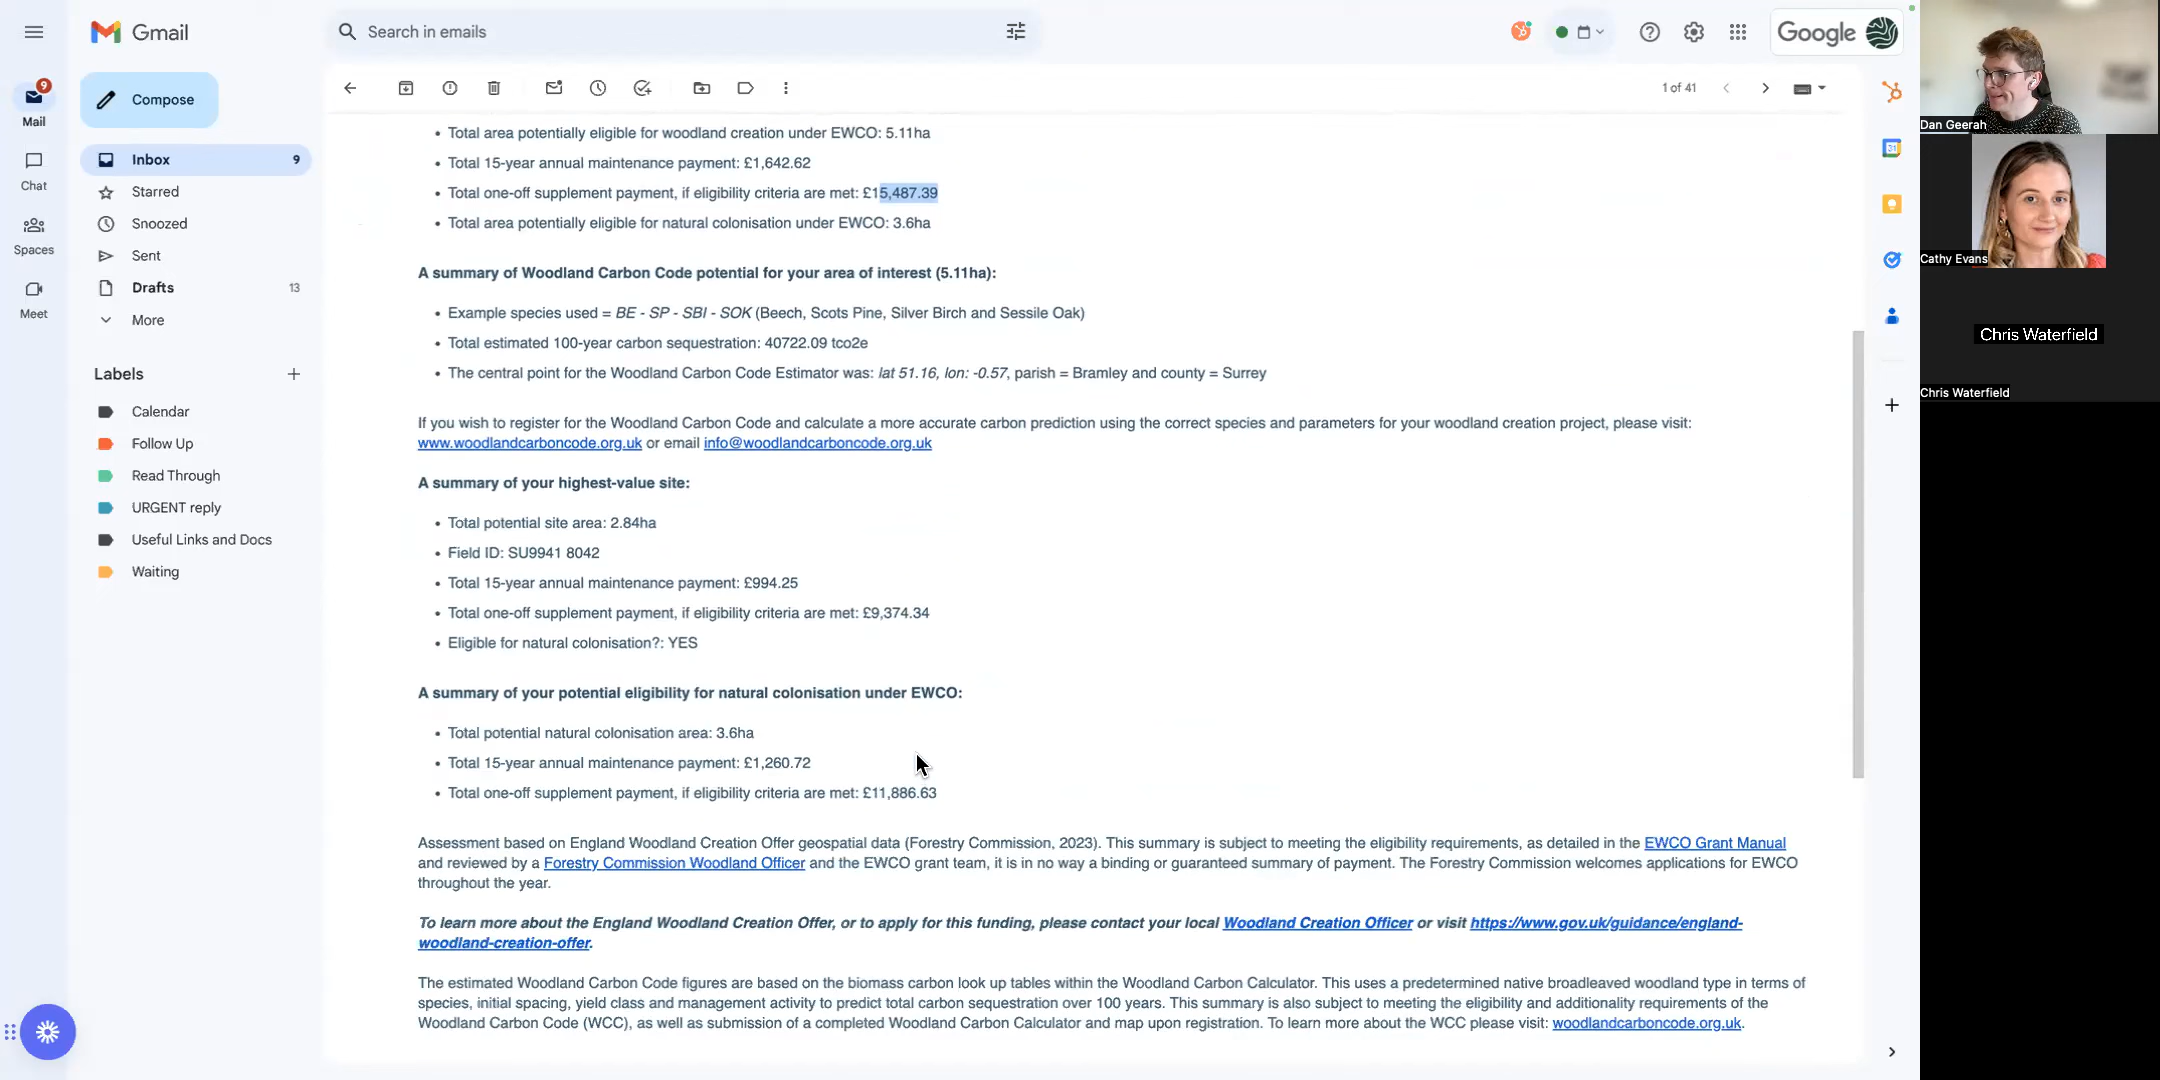 Gmail
Search in emails
Google
Compose
9
Mail
Chat
Spaces
Meet
Inbox 9
Starred
Snoozed
Sent
Drafts 13
More
Labels
Calendar
Follow Up
Read Through
URGENT reply
Useful Links and Docs
Waiting
1 of 41
• Total area potentially eligible for woodland creation under EWCO: 5.11ha
• Total 15-year annual maintenance payment: £1,642.62
• Total one-off supplement payment, if eligibility criteria are met: £15,487.39
• Total area potentially eligible for natural colonisation under EWCO: 3.6ha
A summary of Woodland Carbon Code potential for your area of interest (5.11ha):
• Example species used = BE - SP - SBI - SOK (Beech, Scots Pine, Silver Birch and Sessile Oak)
• Total estimated 100-year carbon sequestration: 40722.09 tco2e
• The central point for the Woodland Carbon Code Estimator was: lat 51.16, lon: -0.57, parish = Bramley and county = Surrey
If you wish to register for the Woodland Carbon Code and calculate a more accurate carbon prediction using the correct species and parameters for your woodland creation project, please visit:
www.woodlandcarboncode.org.uk or email info@woodlandcarboncode.org.uk
A summary of your highest-value site:
• Total potential site area: 2.84ha
• Field ID: SU9941 8042
• Total 15-year annual maintenance payment: £994.25
• Total one-off supplement payment, if eligibility criteria are met: £9,374.34
• Eligible for natural colonisation?: YES
A summary of your potential eligibility for natural colonisation under EWCO:
• Total potential natural colonisation area: 3.6ha
• Total 15-year annual maintenance payment: £1,260.72
• Total one-off supplement payment, if eligibility criteria are met: £11,886.63
Assessment based on England Woodland Creation Offer geospatial data (Forestry Commission, 2023). This summary is subject to meeting the eligibility requirements, as detailed in the EWCO Grant Manual
and reviewed by a Forestry Commission Woodland Officer and the EWCO grant team, it is in no way a binding or guaranteed summary of payment. The Forestry Commission welcomes applications for EWCO
throughout the year.
To learn more about the England Woodland Creation Offer, or to apply for this funding, please contact your local Woodland Creation Officer or visit https://www.gov.uk/guidance/england-
woodland-creation-offer.
The estimated Woodland Carbon Code figures are based on the biomass carbon look up tables within the Woodland Carbon Calculator. This uses a predetermined native broadleaved woodland type in terms of
species, initial spacing, yield class and management activity to predict total carbon sequestration over 100 years. This summary is also subject to meeting the eligibility and additionality requirements of the
Woodland Carbon Code (WCC), as well as submission of a completed Woodland Carbon Calculator and map upon registration. To learn more about the WCC please visit: woodlandcarboncode.org.uk.
31
Dan Geerah
Cathy Evans
Chris Waterfield
Chris Waterfield